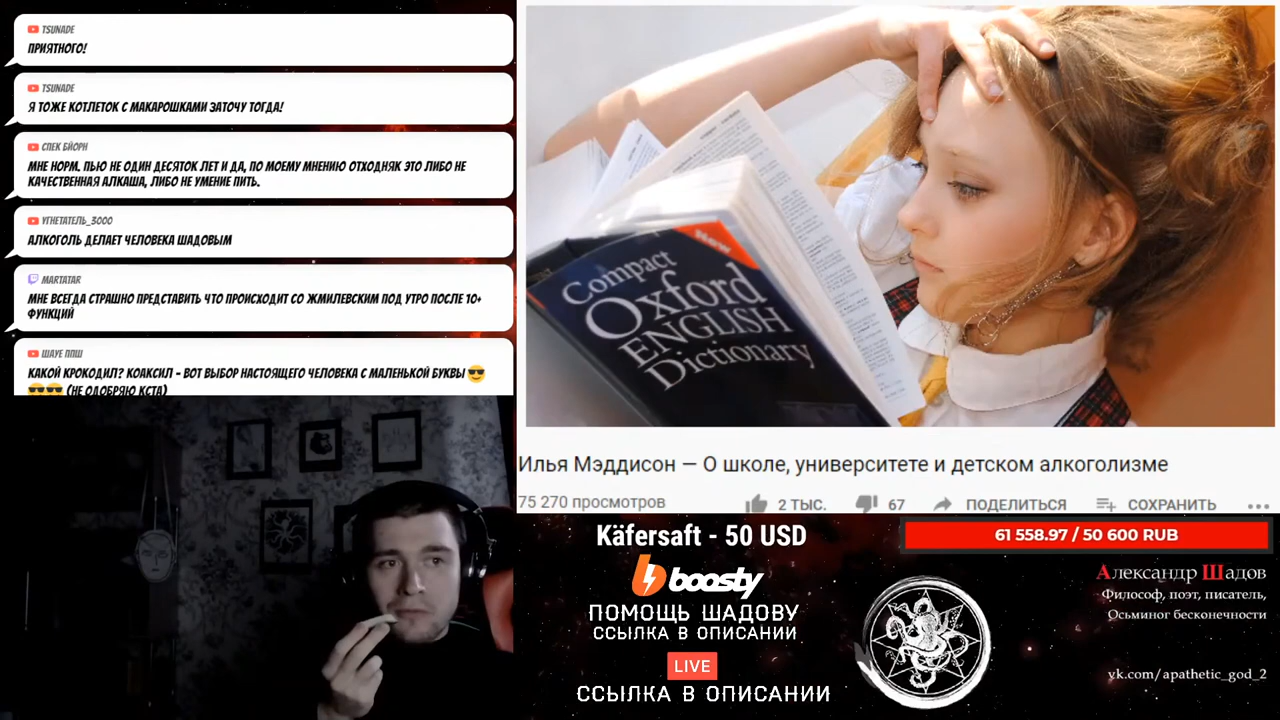 TSUNADE
ПРИЯТНОГО!
TSUNADE
Я ТОЖЕ КОТЛЕТОК С МАКАРОШКАМИ ЗАТОЧУ ТОГДА!
СПЕК БЙОРН
МНЕ НОРМ. ПЬЮ НЕ ОДИН ДЕСЯТОК ЛЕТ И ДА, ПО МОЕМУ МНЕНИЮ ОТХОДНЯК ЭТО ЛИБО НЕ
КАЧЕСТВЕННАЯ АЛКАША, ЛИБО НЕ УМЕНИЕ ПИТЬ.
УГНЕТАТЕЛЬ_3000
АЛКОГОЛЬ ДЕЛАЕТ ЧЕЛОВЕКА ШАДОВЫМ
MARTATAR
МНЕ ВСЕГДА СТРАШНО ПРЕДСТАВИТЬ ЧТО ПРОИСХОДИТ СО ЖМИЛЕВСКИМ ПОД УТРО ПОСЛЕ 10+
ФУНКЦИЙ
ШАУЕ ППШ
КАКОЙ КРОКОДИЛ? КОАКСИЛ - ВОТ ВЫБОР НАСТОЯЩЕГО ЧЕЛОВЕКА С МАЛЕНЬКОЙ БУКВЫ 😎
😎😎 (НЕ ОДОБРЯЮ КСТА)
New
Compact
Oxford
ENGLISH
Dictionary
Илья Мэддисон — О школе, университете и детском алкоголизме
75 270 просмотров
2 ТЫС.
67
ПОДЕЛИТЬСЯ
СОХРАНИТЬ
Käfersaft - 50 USD
boosty
ПОМОЩЬ ШАДОВУ
ССЫЛКА В ОПИСАНИИ
LIVE
ССЫЛКА В ОПИСАНИИ
61 558.97 / 50 600 RUB
Александр Шадов
Философ, поэт, писатель,
Осьминог бесконечности
vk.com/apathetic_god_2